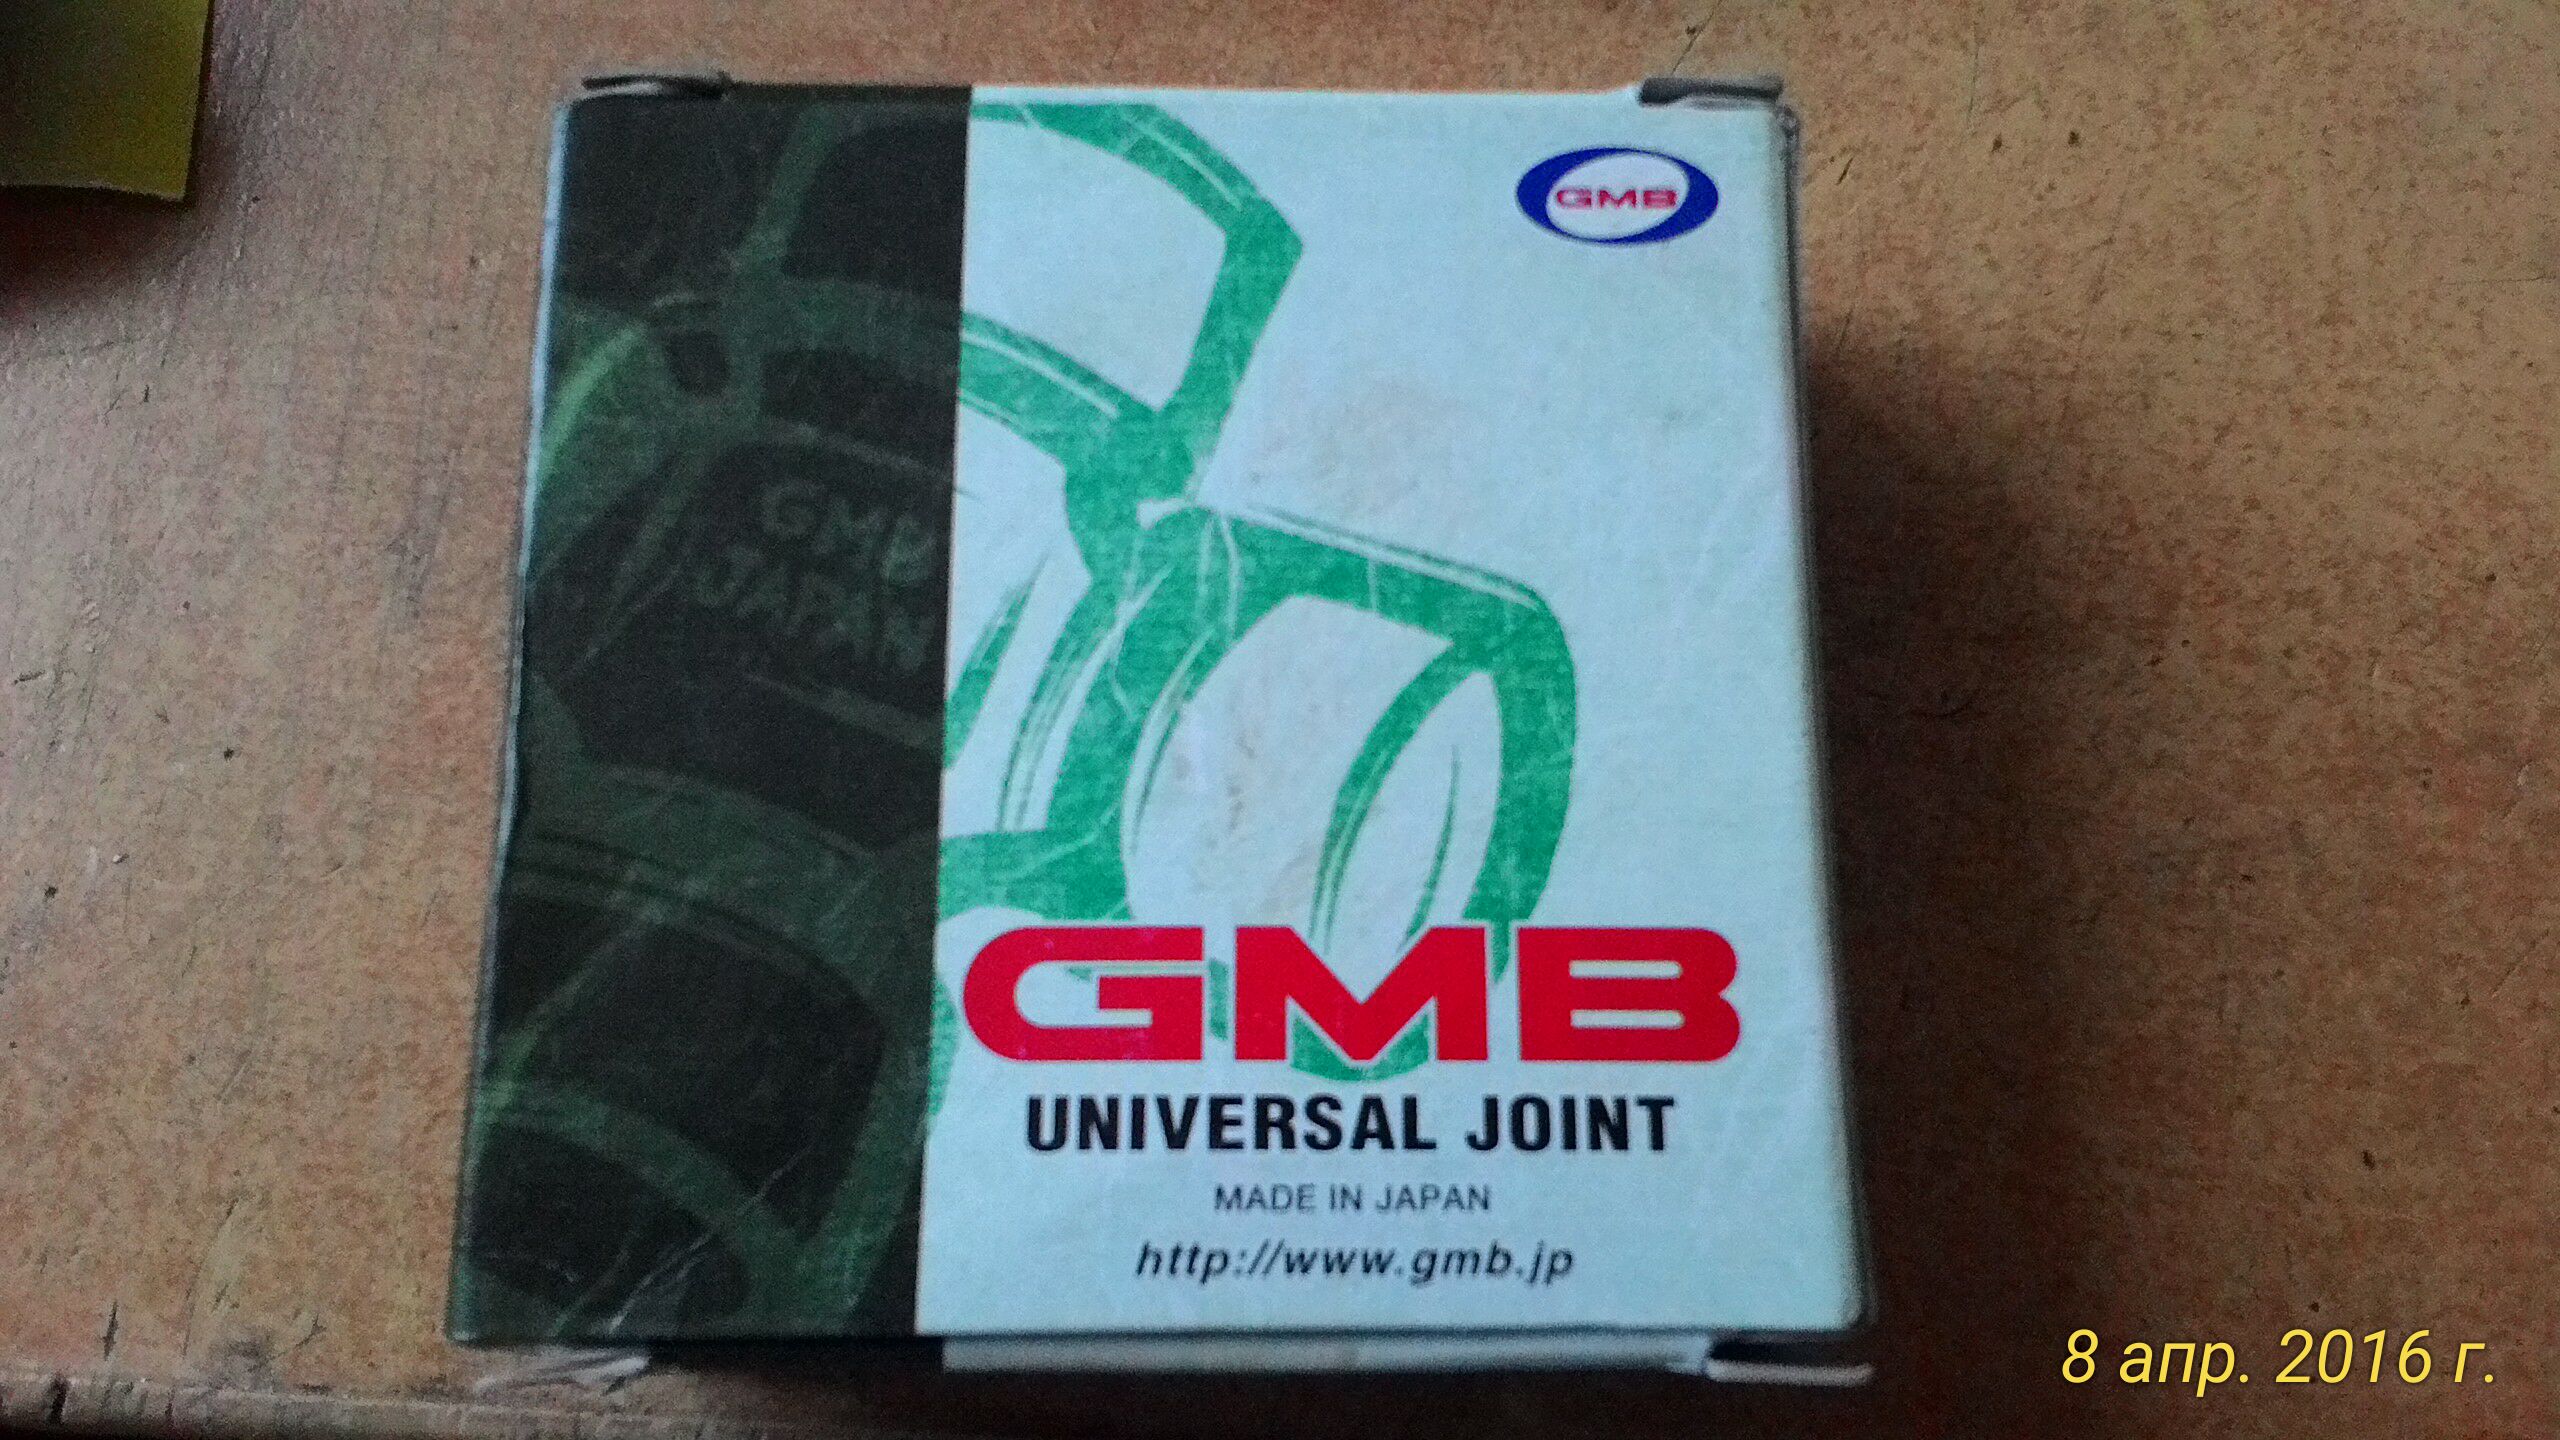 GMB
GMB
JAPAN
GMB
UNIVERSAL JOINT
MADE IN JAPAN
http://www.gmb.jp
8 апр. 2016 г.